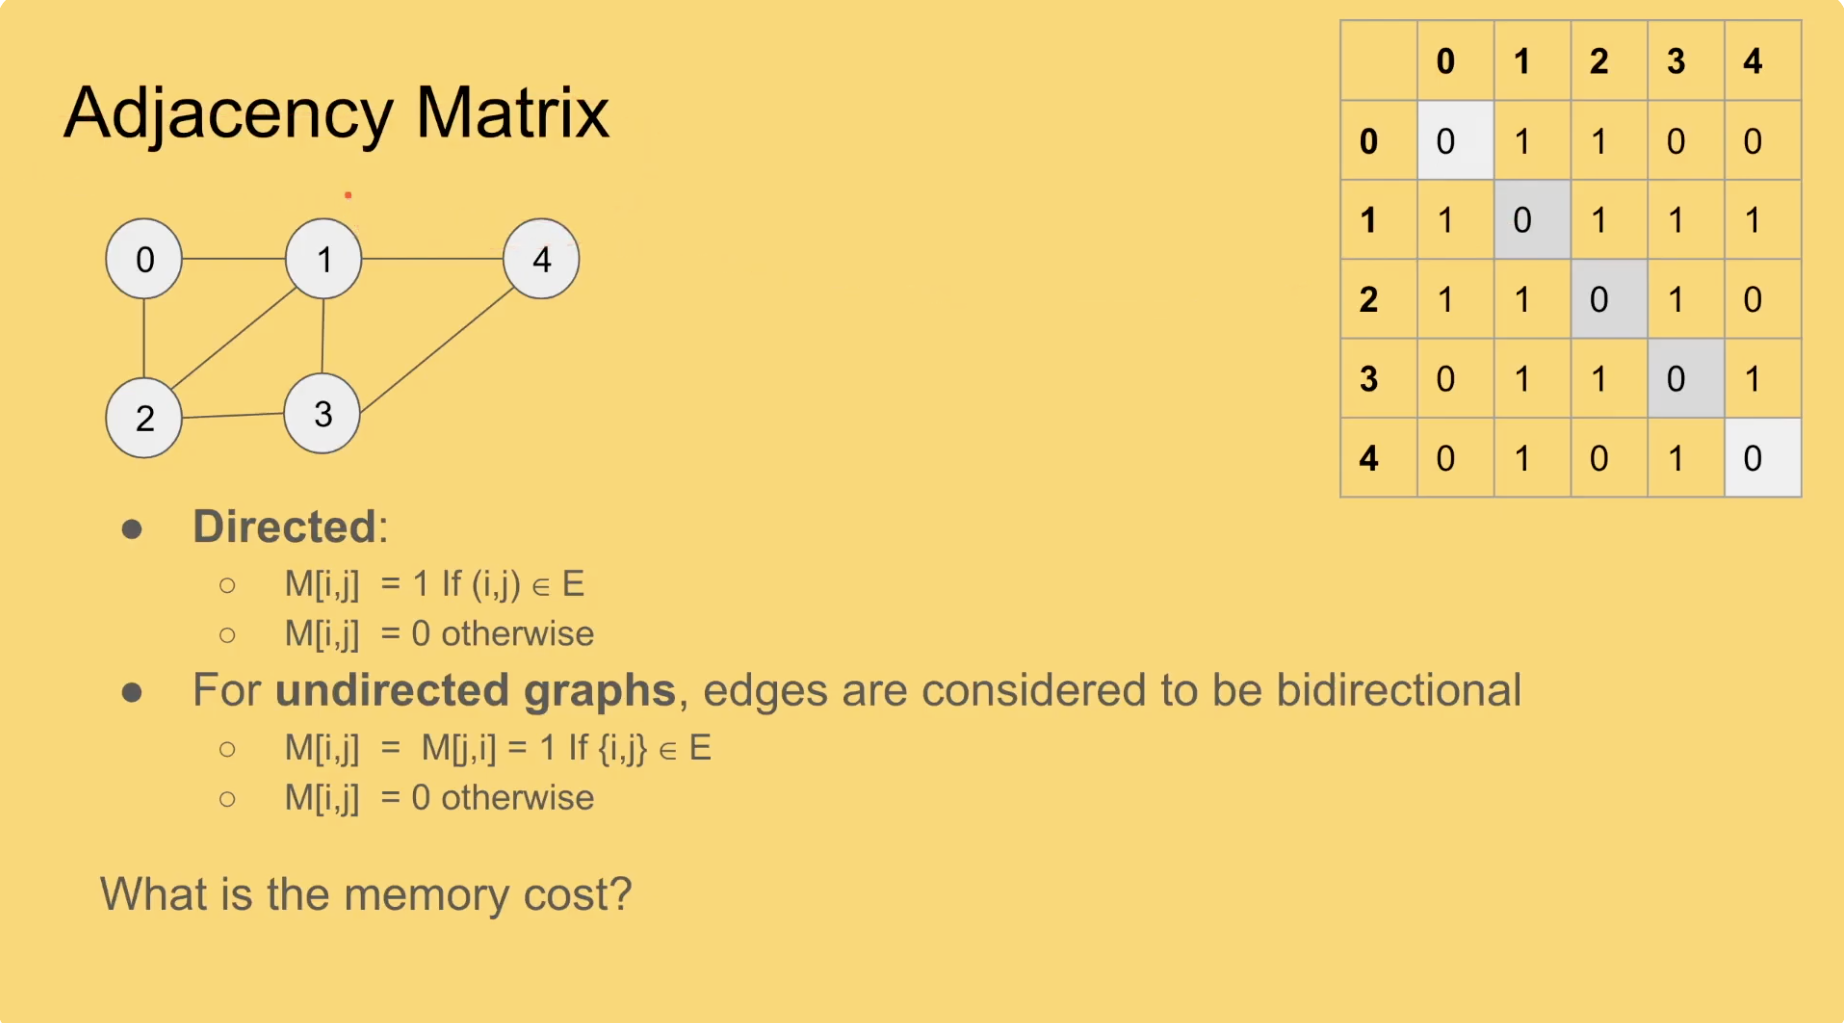 Adjacency Matrix
0 1 2 3 4
0 0 1 1 0 0
1 1 0 1 1 1
2 1 1 0 1 0
3 0 1 1 0 1
4 0 1 0 1 0
0 1 4
2 3
● Directed:
○ M[i,j] = 1 If (i,j) ∈ E
○ M[i,j] = 0 otherwise
● For undirected graphs, edges are considered to be bidirectional
○ M[i,j] = M[j,i] = 1 If {i,j} ∈ E
○ M[i,j] = 0 otherwise
What is the memory cost?